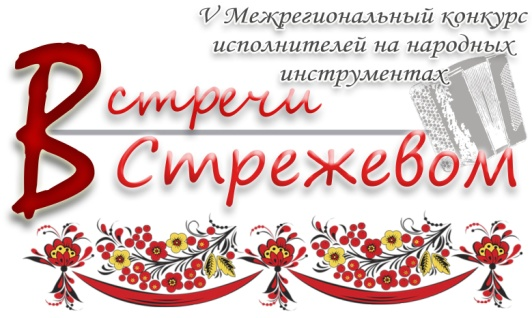 V Межрегиональный конкурс
исполнителей на народных
инструментах
Встречи
В Стрежевом